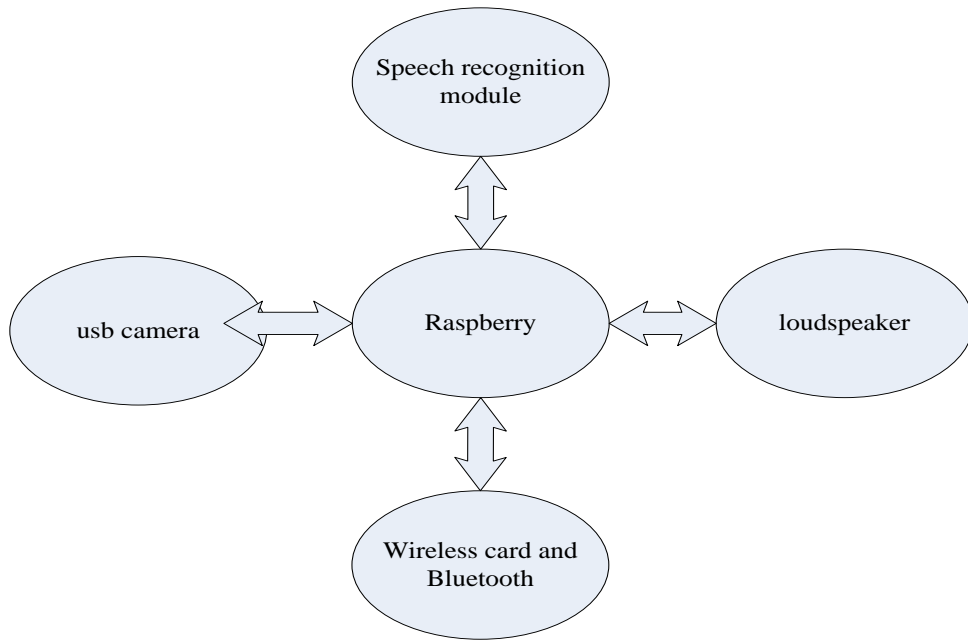 Speech recognition
module
usb camera
Raspberry
loudspeaker
Wireless card and
Bluetooth